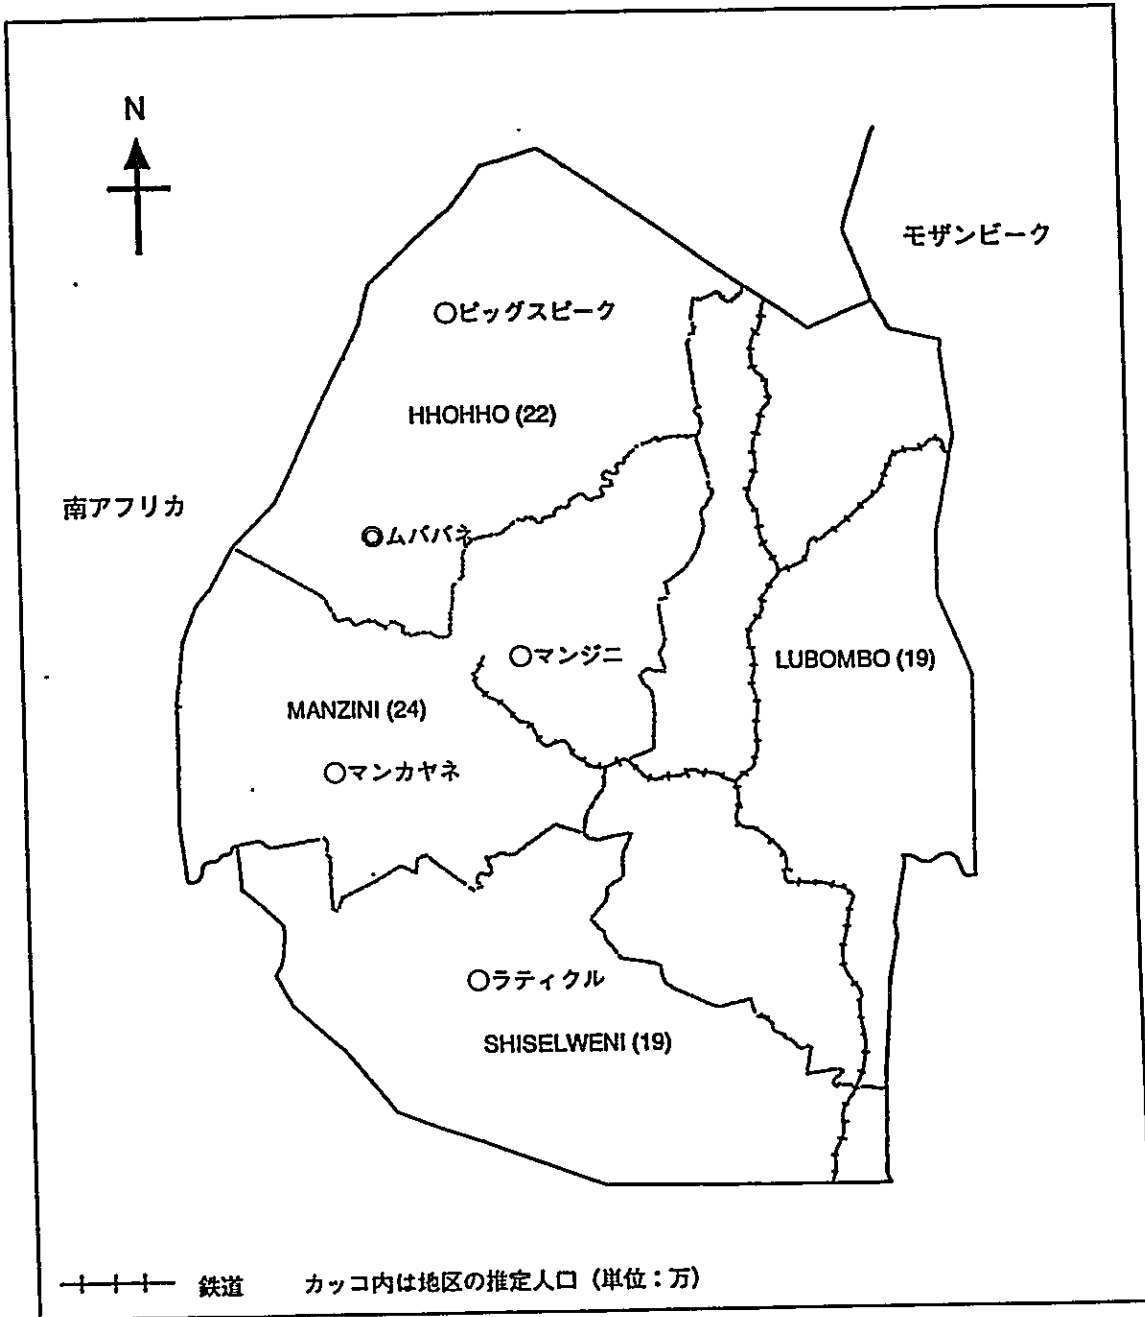 N
モザンビーク
○ピッグスピーク
HHOHHO (22)
南アフリカ
◎ムババネ
○マンジニ
LUBOMBO (19)
MANZINI (24)
○マンカヤネ
○ラティクル
SHISELWENI (19)
鉄道 カッコ内は地区の推定人口 (単位:万)